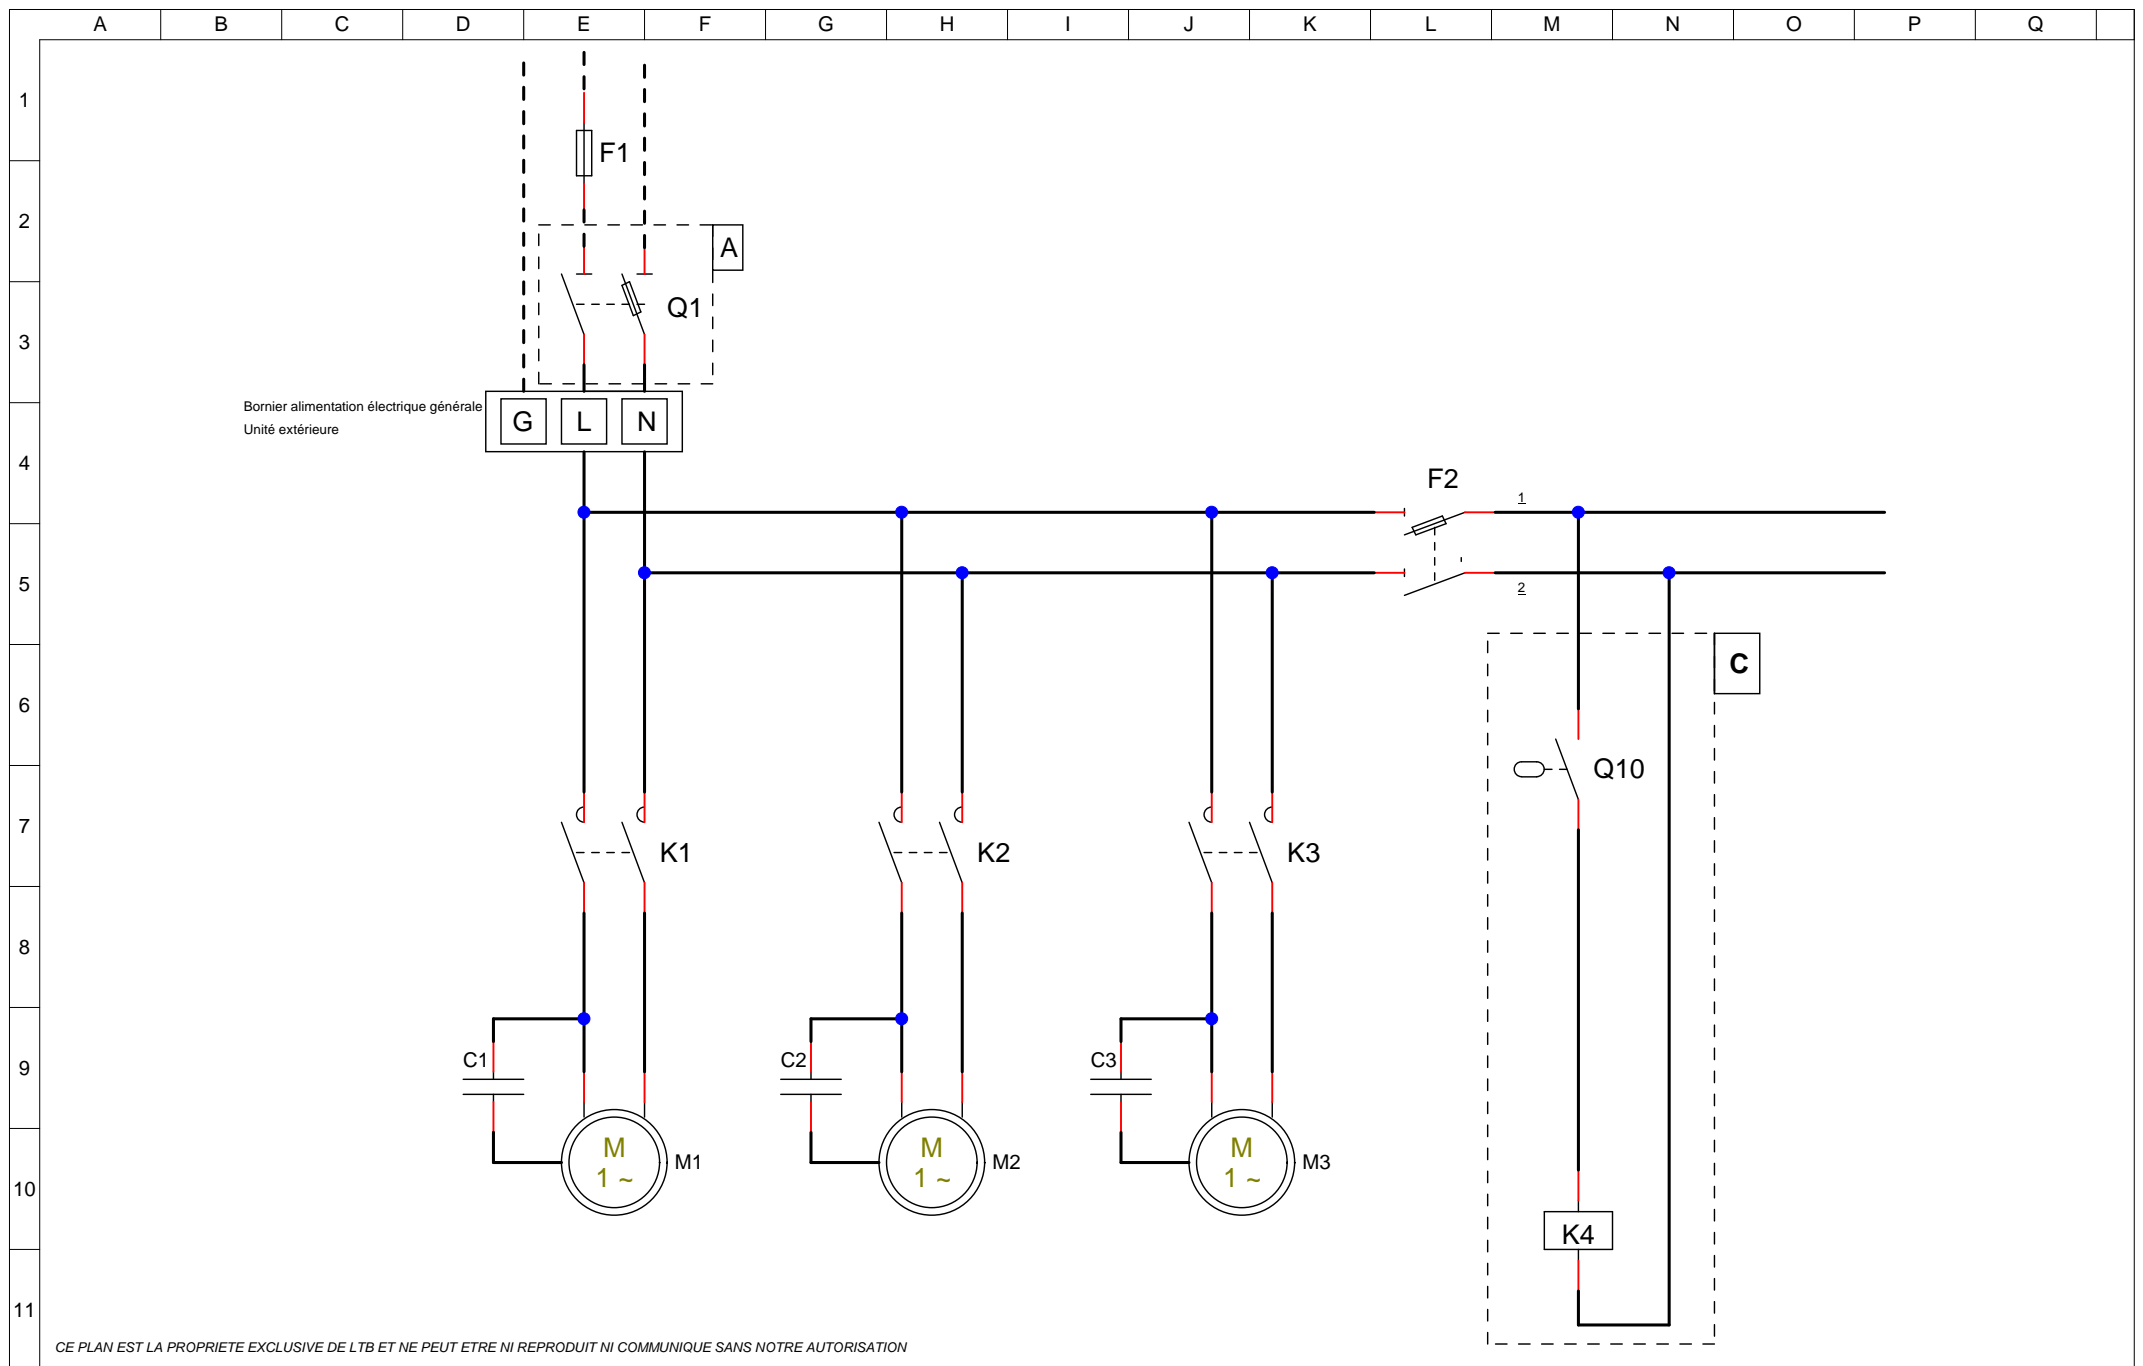 A B C D E F G H I J K L M N O P Q
1
F1
2
A
Q1
3
Bornier alimentation électrique générale
Unité extérieure
G L N
4
F2
1
5
2
C
6
Q10
7
K1 K2 K3
8
C1 C2 C3
9
M M M
M1 M2 M3
1 ~ 1 ~ 1 ~
10
K4
11
CE PLAN EST LA PROPRIETE EXCLUSIVE DE LTB ET NE PEUT ETRE NI REPRODUIT NI COMMUNIQUE SANS NOTRE AUTORISATION